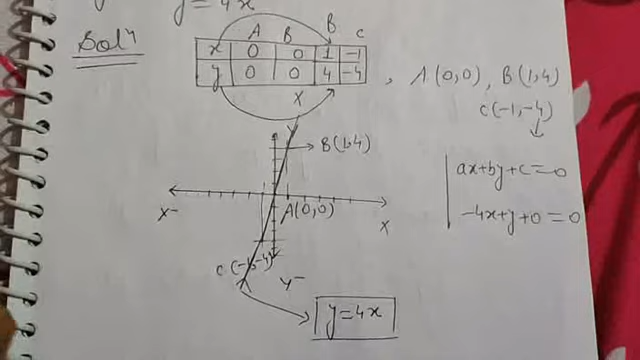 y = 4x
Solⁿ
A B B C
x 0 0 1 -1
y 0 0 4 -4
X
, A(0,0), B(1,4)
C(-1,-4)
ax+by+c=0
-4x+y+0=0
Y
B(1,4)
X⁻ A(0,0) X
C(-1,-4)
Y⁻
y=4x